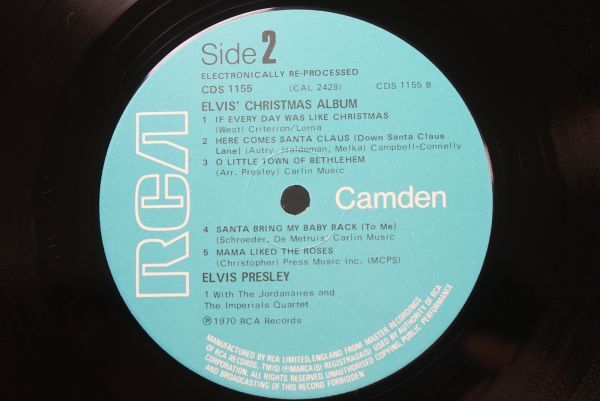 Side 2
ELECTRONICALLY RE-PROCESSED
CDS 1155 (CAL 2428) CDS 1155 B
ELVIS' CHRISTMAS ALBUM
1 IF EVERY DAY WAS LIKE CHRISTMAS
(West) Criterion/Lorna
2 HERE COMES SANTA CLAUS (Down Santa Claus
Lane) (Autry, Haldeman, Melka) Campbell-Connelly
3 O LITTLE TOWN OF BETHLEHEM
(Arr. Presley) Carlin Music
RCA
Camden
4 SANTA BRING MY BABY BACK (To Me)
(Schroeder, De Metruis) Carlin Music
5 MAMA LIKED THE ROSES
(Christopher) Press Music Inc. (MCPS)
ELVIS PRESLEY
1 With The Jordanaires and
The Imperials Quartet
℗ 1970 RCA Records
MANUFACTURED BY RCA LIMITED, ENGLAND FROM MASTER RECORDINGS
OF RCA RECORDS. TM(S) ® MARCA(S) REGISTRADA(S) USED BY AUTHORITY OF RCA
CORPORATION. ALL RIGHTS RESERVED. UNAUTHORISED COPYING, PUBLIC PERFORMANCE
AND BROADCASTING OF THIS RECORD FORBIDDEN